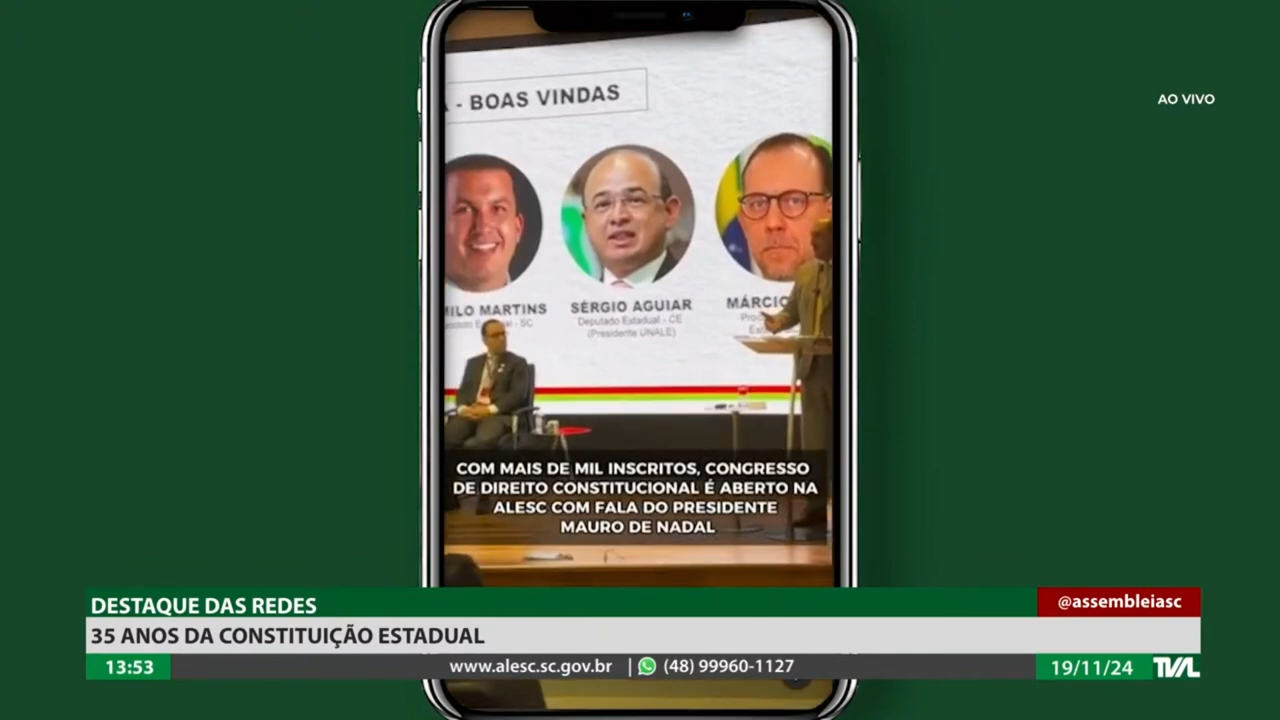 - BOAS VINDAS
AO VIVO
MILO MARTINS
SÉRGIO AGUIAR
MÁRCIO
Deputado Estadual - CE
(Presidente UNALE)
COM MAIS DE MIL INSCRITOS, CONGRESSO
DE DIREITO CONSTITUCIONAL É ABERTO NA
ALESC COM FALA DO PRESIDENTE
MAURO DE NADAL
DESTAQUE DAS REDES
@assembleiasc
35 ANOS DA CONSTITUIÇÃO ESTADUAL
13:53
www.alesc.sc.gov.br | (48) 99960-1127
19/11/24
TVAL